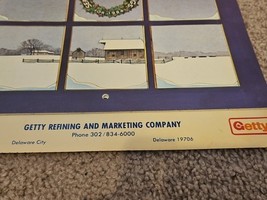 GETTY REFINING AND MARKETING COMPANY
Phone 302/834-6000
Delaware City
Delaware 19706
Getty